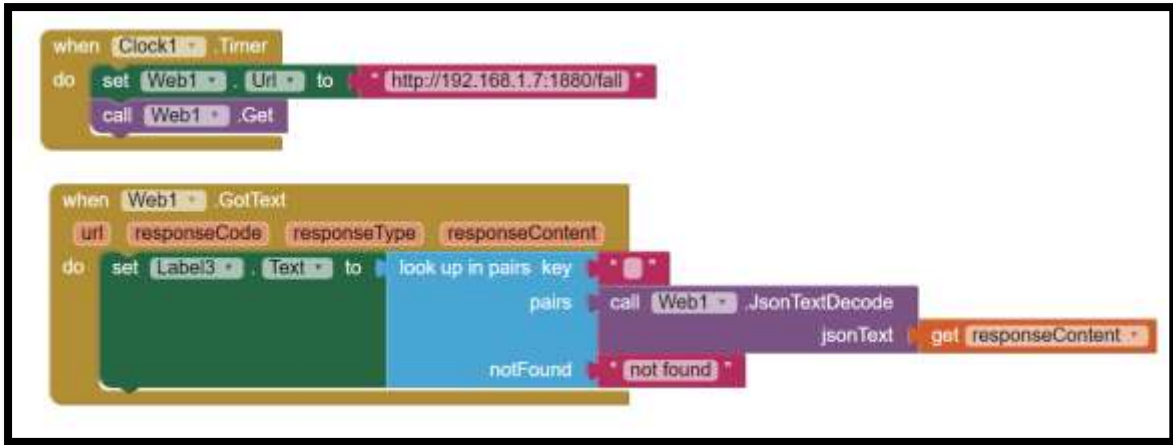 when Clock1 .Timer
do set Web1 . Url to " http://192.168.1.7:1880/fall "
call Web1 .Get
when Web1 .GotText
url responseCode responseType responseContent
do set Label3 . Text to look up in pairs key " "
pairs call Web1 .JsonTextDecode
jsonText get responseContent
notFound " not found "